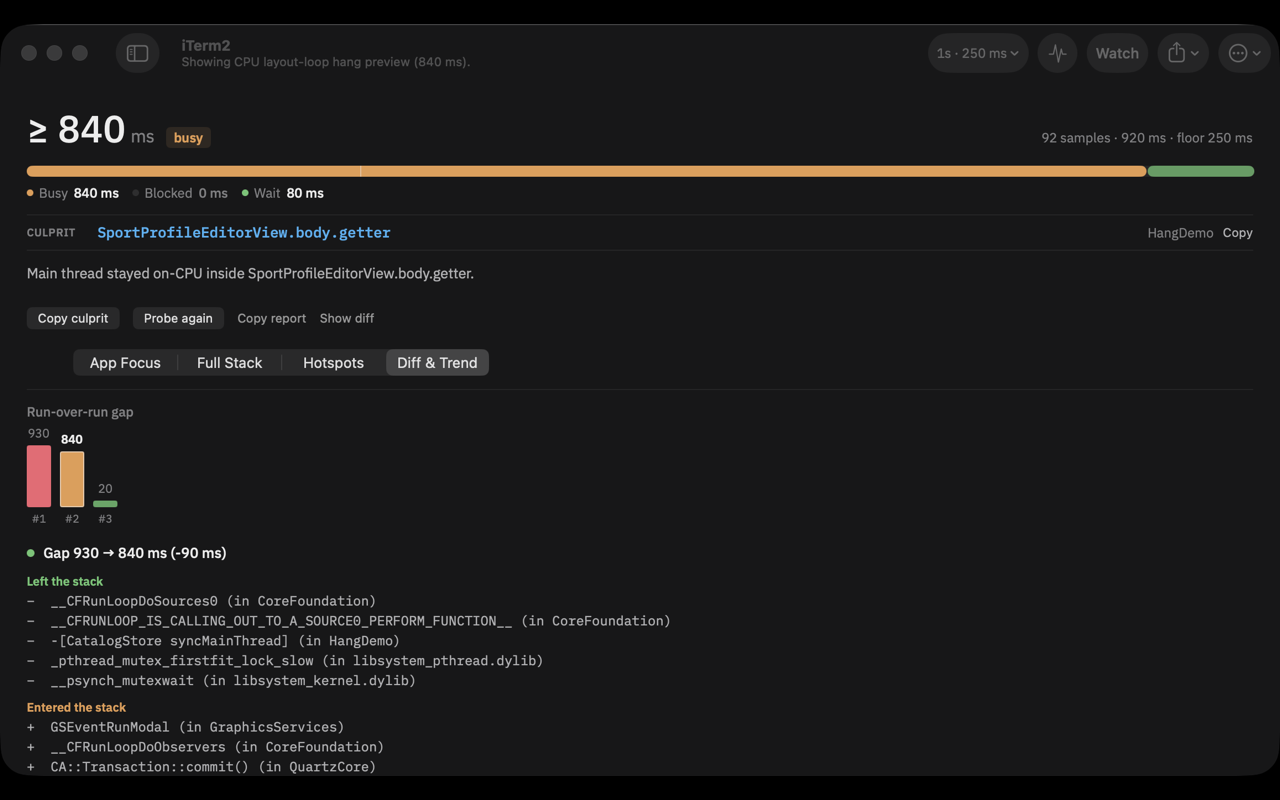 iTerm2
Showing CPU layout-loop hang preview (840 ms).
1s · 250 ms
Watch
≥ 840 ms busy
92 samples · 920 ms · floor 250 ms
Busy 840 ms Blocked 0 ms Wait 80 ms
CULPRIT SportProfileEditorView.body.getter HangDemo Copy
Main thread stayed on-CPU inside SportProfileEditorView.body.getter.
Copy culprit Probe again Copy report Show diff
App Focus Full Stack Hotspots Diff & Trend
Run-over-run gap
930 840 20
#1 #2 #3
Gap 930 → 840 ms (-90 ms)
Left the stack
− __CFRunLoopDoSources0 (in CoreFoundation)
− __CFRUNLOOP_IS_CALLING_OUT_TO_A_SOURCE0_PERFORM_FUNCTION__ (in CoreFoundation)
− -[CatalogStore syncMainThread] (in HangDemo)
− _pthread_mutex_firstfit_lock_slow (in libsystem_pthread.dylib)
− __psynch_mutexwait (in libsystem_kernel.dylib)
Entered the stack
+ GSEventRunModal (in GraphicsServices)
+ __CFRunLoopDoObservers (in CoreFoundation)
+ CA::Transaction::commit() (in QuartzCore)